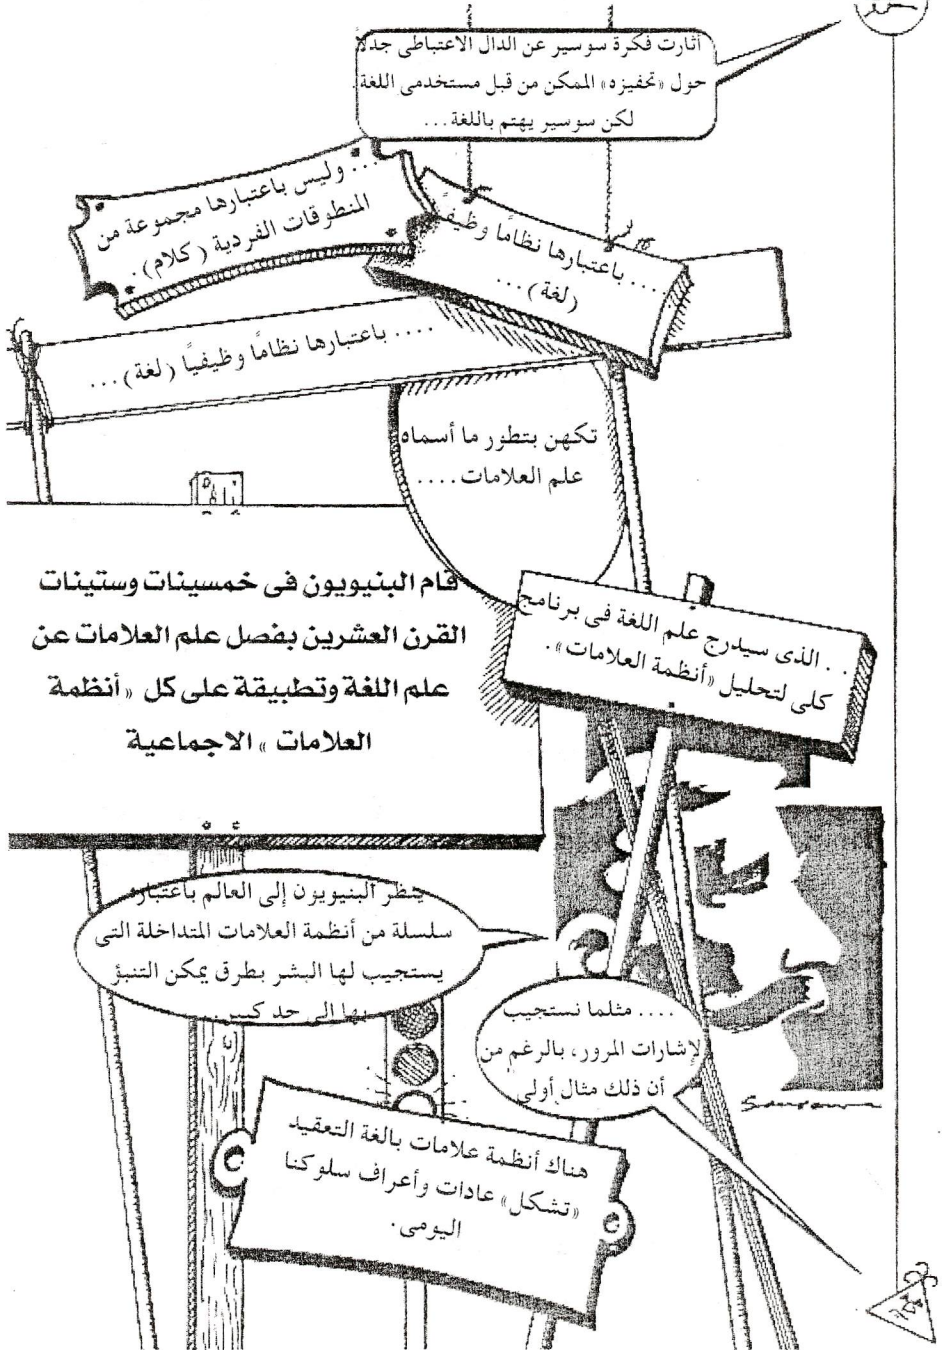 أثارت فكرة سوسير عن الدال الاعتباطى جدلاً
حول «تحفيزه» الممكن من قبل مستخدمى اللغة.
لكن سوسير يهتم باللغة...
.... باعتبارها نظامًا وظيفيً
(لغة)...
... وليس باعتبارها مجموعة من
المنطوقات الفردية (كلام).
.... باعتبارها نظامًا وظيفيًا (لغة)...
تكهن بتطور ما أسماه
علم العلامات....
.. الذى سيدرج علم اللغة فى برنامج
كلى لتحليل «أنظمة العلامات».
قام البنيويون فى خمسينات وستينات
القرن العشرين بفصل علم العلامات عن
علم اللغة وتطبيقة على كل «أنظمة
العلامات» الاجماعية
ينظر البنيويون إلى العالم باعتباره
سلسلة من أنظمة العلامات المتداخلة التى
يستجيب لها البشر بطرق يمكن التنبؤ
بها إلى حد كبير.
.... مثلما نستجيب
لإشارات المرور، بالرغم من
أن ذلك مثال أولى
هناك أنظمة علامات بالغة التعقيد
«تشكل» عادات وأعراف سلوكنا
اليومى.